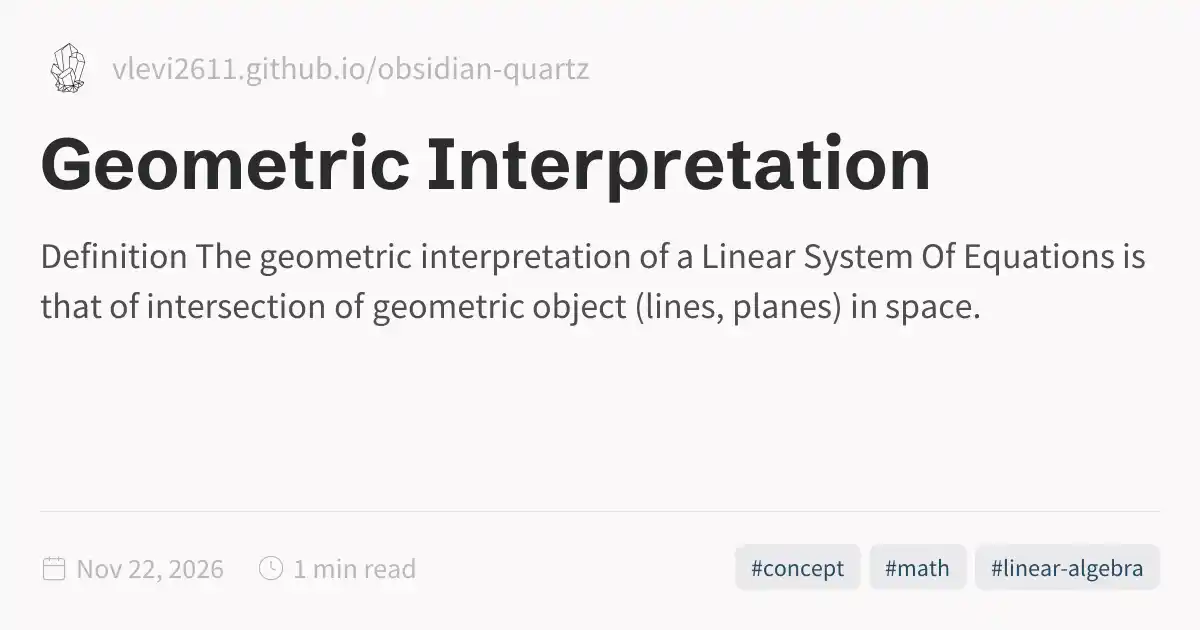 vlevi2611.github.io/obsidian-quartz
Geometric Interpretation
Definition The geometric interpretation of a Linear System Of Equations is
that of intersection of geometric object (lines, planes) in space.
Nov 22, 2026 1 min read #concept #math #linear-algebra